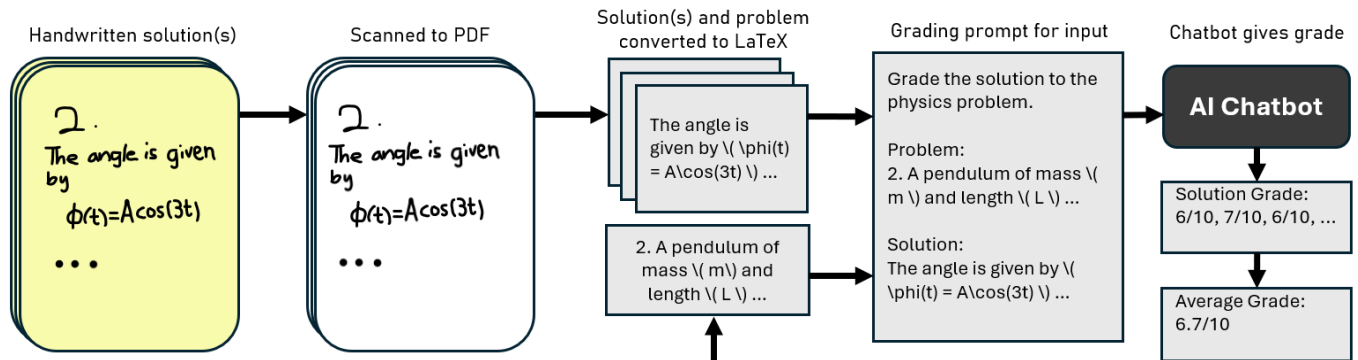 Handwritten solution(s)
2.
The angle is given
by
ϕ(t)=Acos(3t)
...
Scanned to PDF
2.
The angle is given
by
ϕ(t)=Acos(3t)
...
Solution(s) and problem
converted to LaTeX
The angle is
given by \( \phi(t)
= A\cos(3t) \) ...
2. A pendulum of
mass \( m\) and
length \( L \) ...
Grading prompt for input
Grade the solution to the
physics problem.
Problem:
2. A pendulum of mass \(
m \) and length \( L \) ...
Solution:
The angle is given by \(
\phi(t) = A\cos(3t) \) ...
Chatbot gives grade
AI Chatbot
Solution Grade:
6/10, 7/10, 6/10, ...
Average Grade:
6.7/10